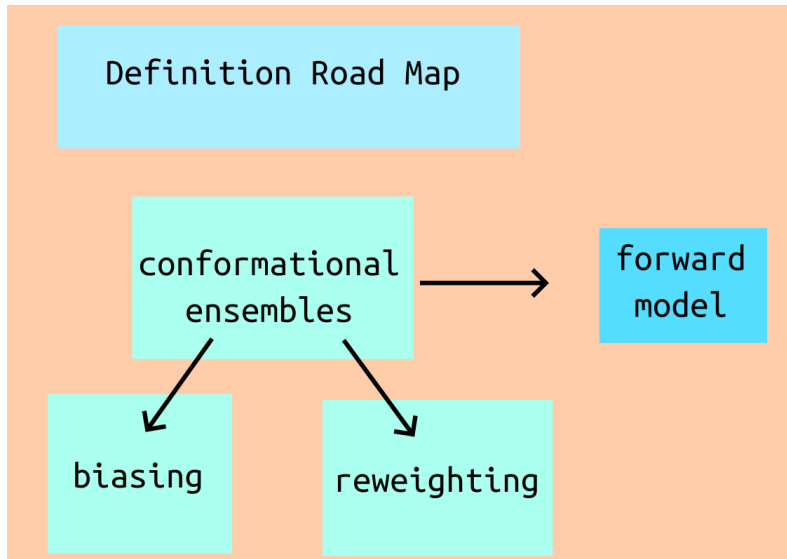 Definition Road Map
conformational
ensembles
forward
model
biasing
reweighting